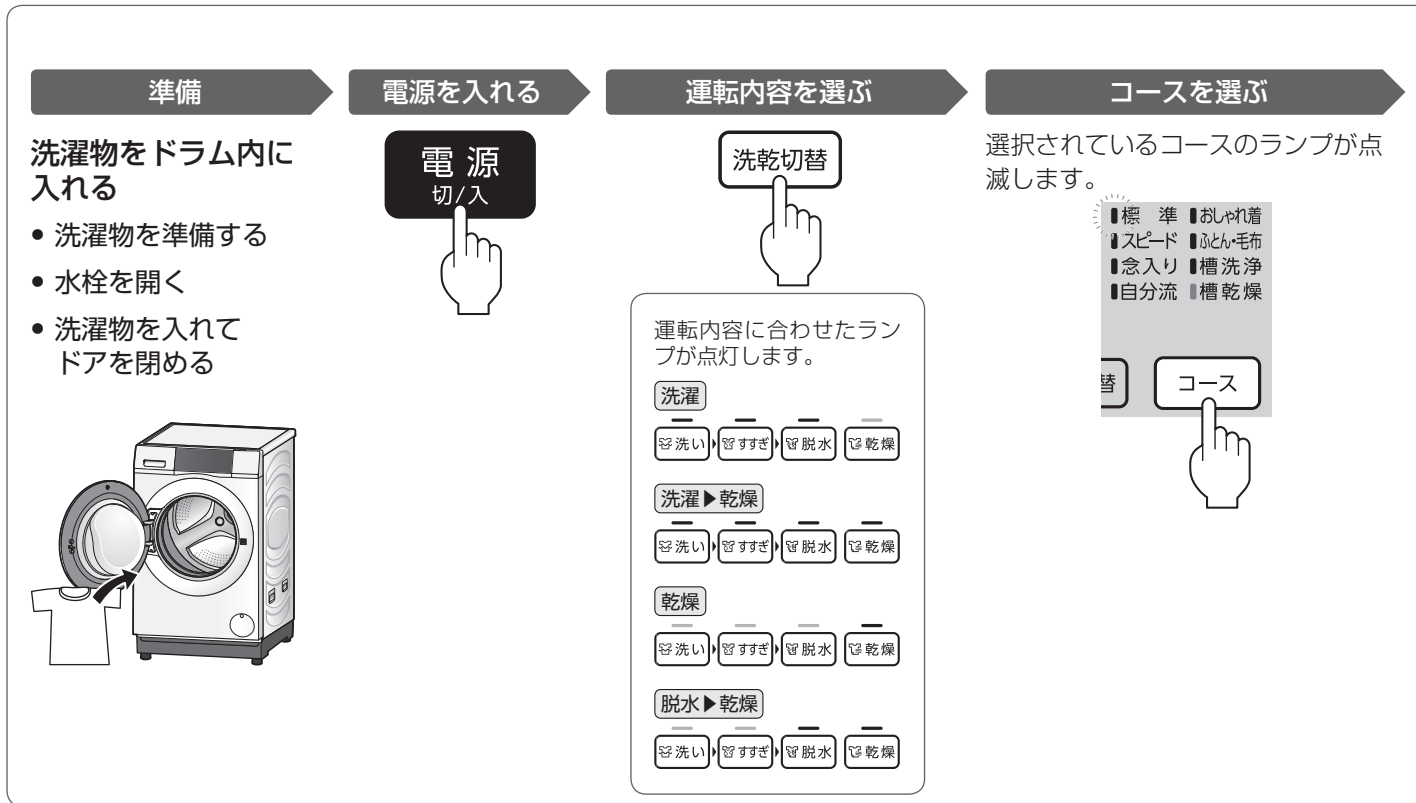 準備
電源を入れる
運転内容を選ぶ
コースを選ぶ
洗濯物をドラム内に
入れる
• 洗濯物を準備する
• 水栓を開く
• 洗濯物を入れて
ドアを閉める
電源
切/入
洗乾切替
運転内容に合わせたラン
プが点灯します。
洗濯
洗い すすぎ 脱水 乾燥
洗濯▶乾燥
洗い すすぎ 脱水 乾燥
乾燥
洗い すすぎ 脱水 乾燥
脱水▶乾燥
洗い すすぎ 脱水 乾燥
選択されているコースのランプが点
滅します。
標準 おしゃれ着
スピード ふとん・毛布
念入り 槽洗浄
自分流 槽乾燥
替 コース